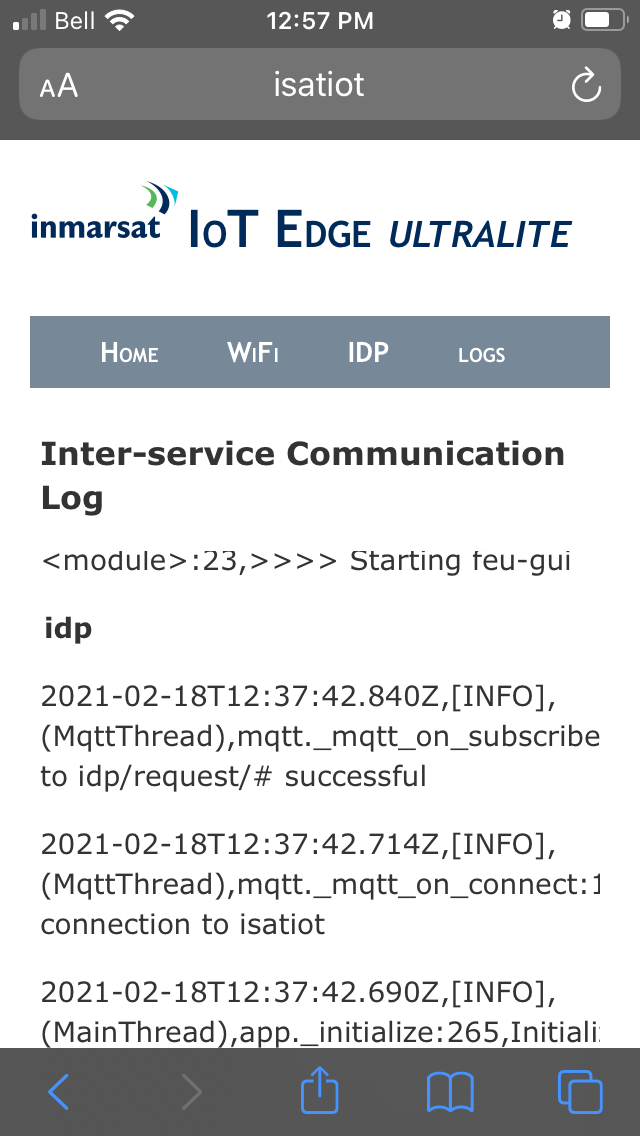 Bell 12:57 PM
AA isatiot
inmarsat IoT Edge ULTRALITE
Home WiFi IDP logs
Inter-service Communication
Log
<module>:23,>>>> Starting feu-gui
idp
2021-02-18T12:37:42.840Z,[INFO],
(MqttThread),mqtt._mqtt_on_subscribe
to idp/request/# successful
2021-02-18T12:37:42.714Z,[INFO],
(MqttThread),mqtt._mqtt_on_connect:1
connection to isatiot
2021-02-18T12:37:42.690Z,[INFO],
(MainThread),app._initialize:265,Initiali